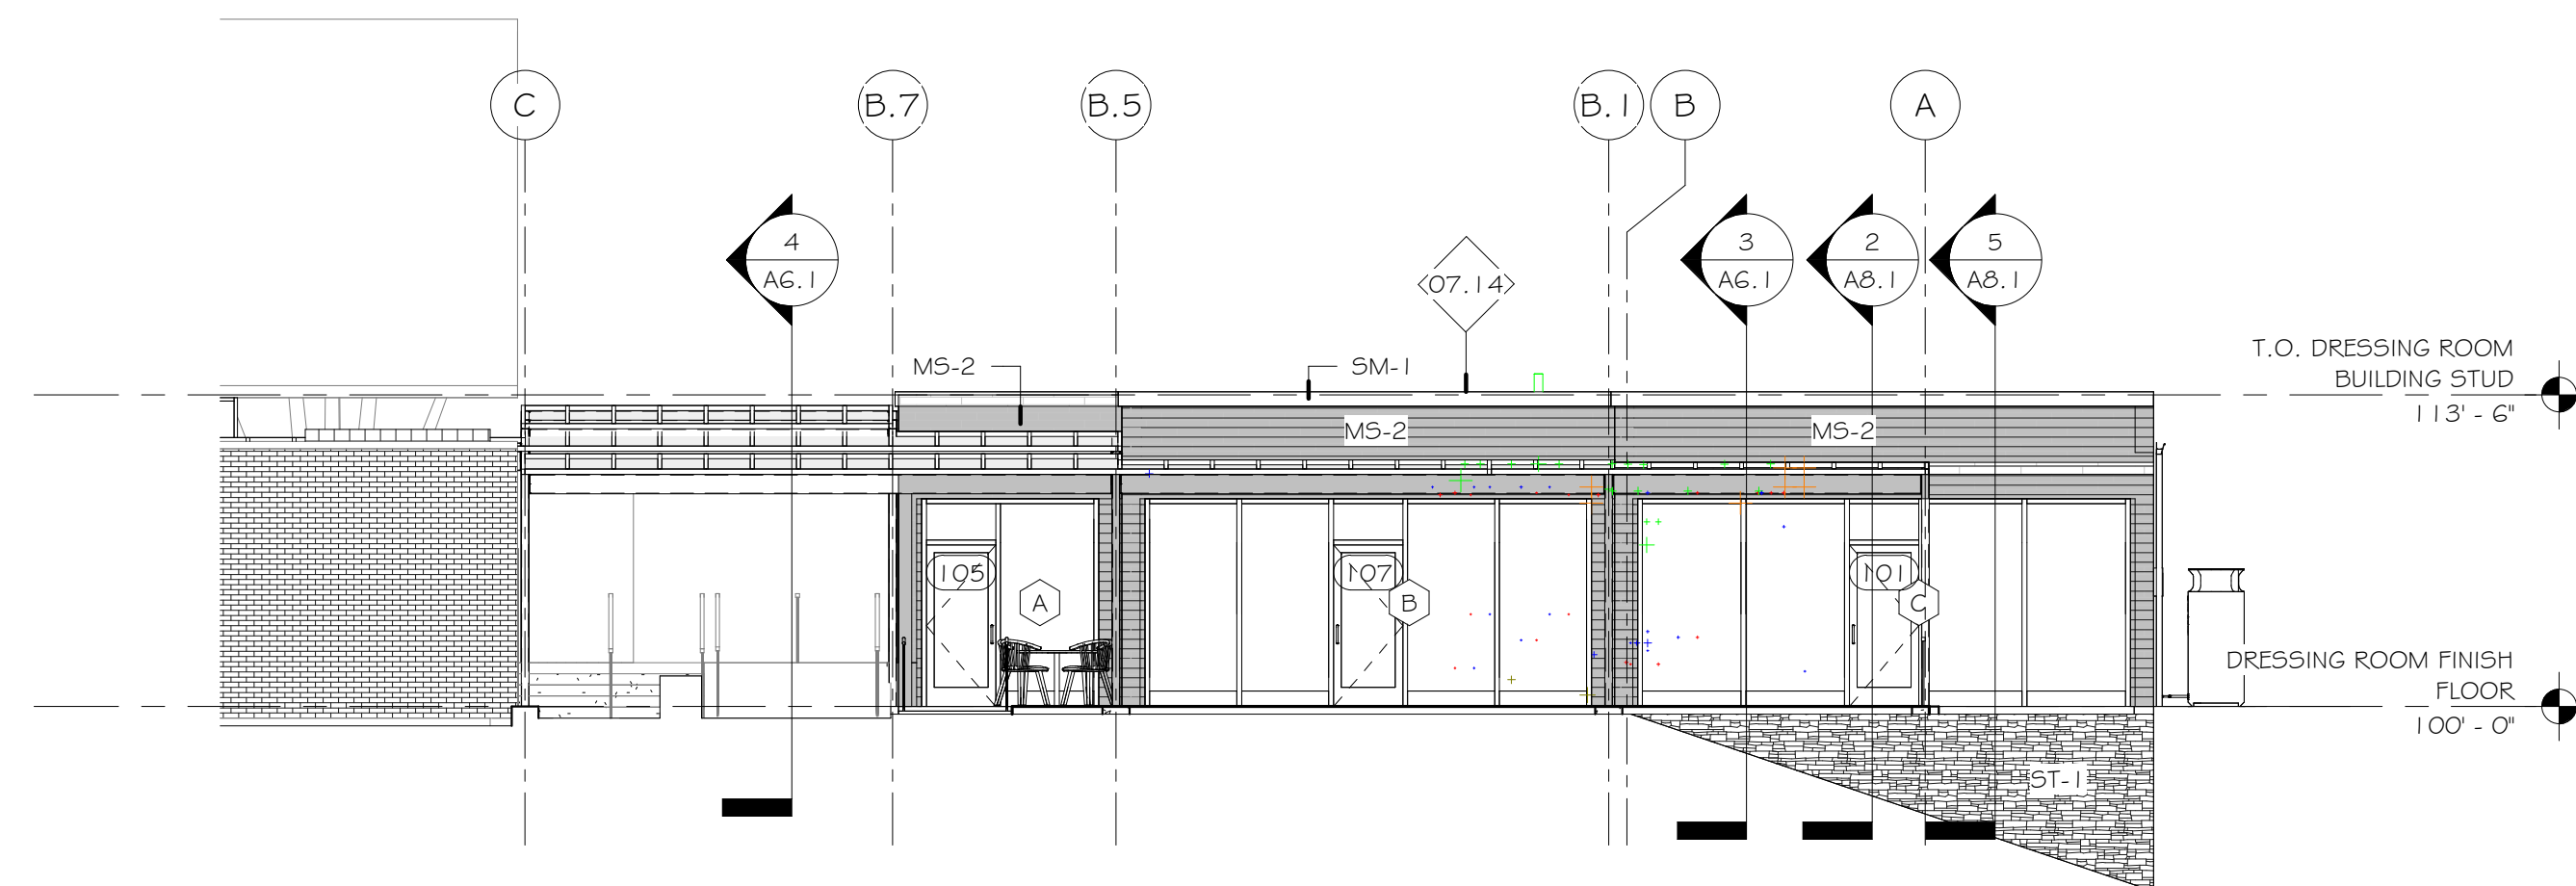 C
B.7
B.5
B.1
B
A
4
A6.1
3
A6.1
2
A8.1
5
A8.1
07.14
T.O. DRESSING ROOM
BUILDING STUD
113' - 6"
MS-2
SM-1
MS-2
MS-2
105
107
101
A
B
C
DRESSING ROOM FINISH
FLOOR
100' - 0"
ST-1